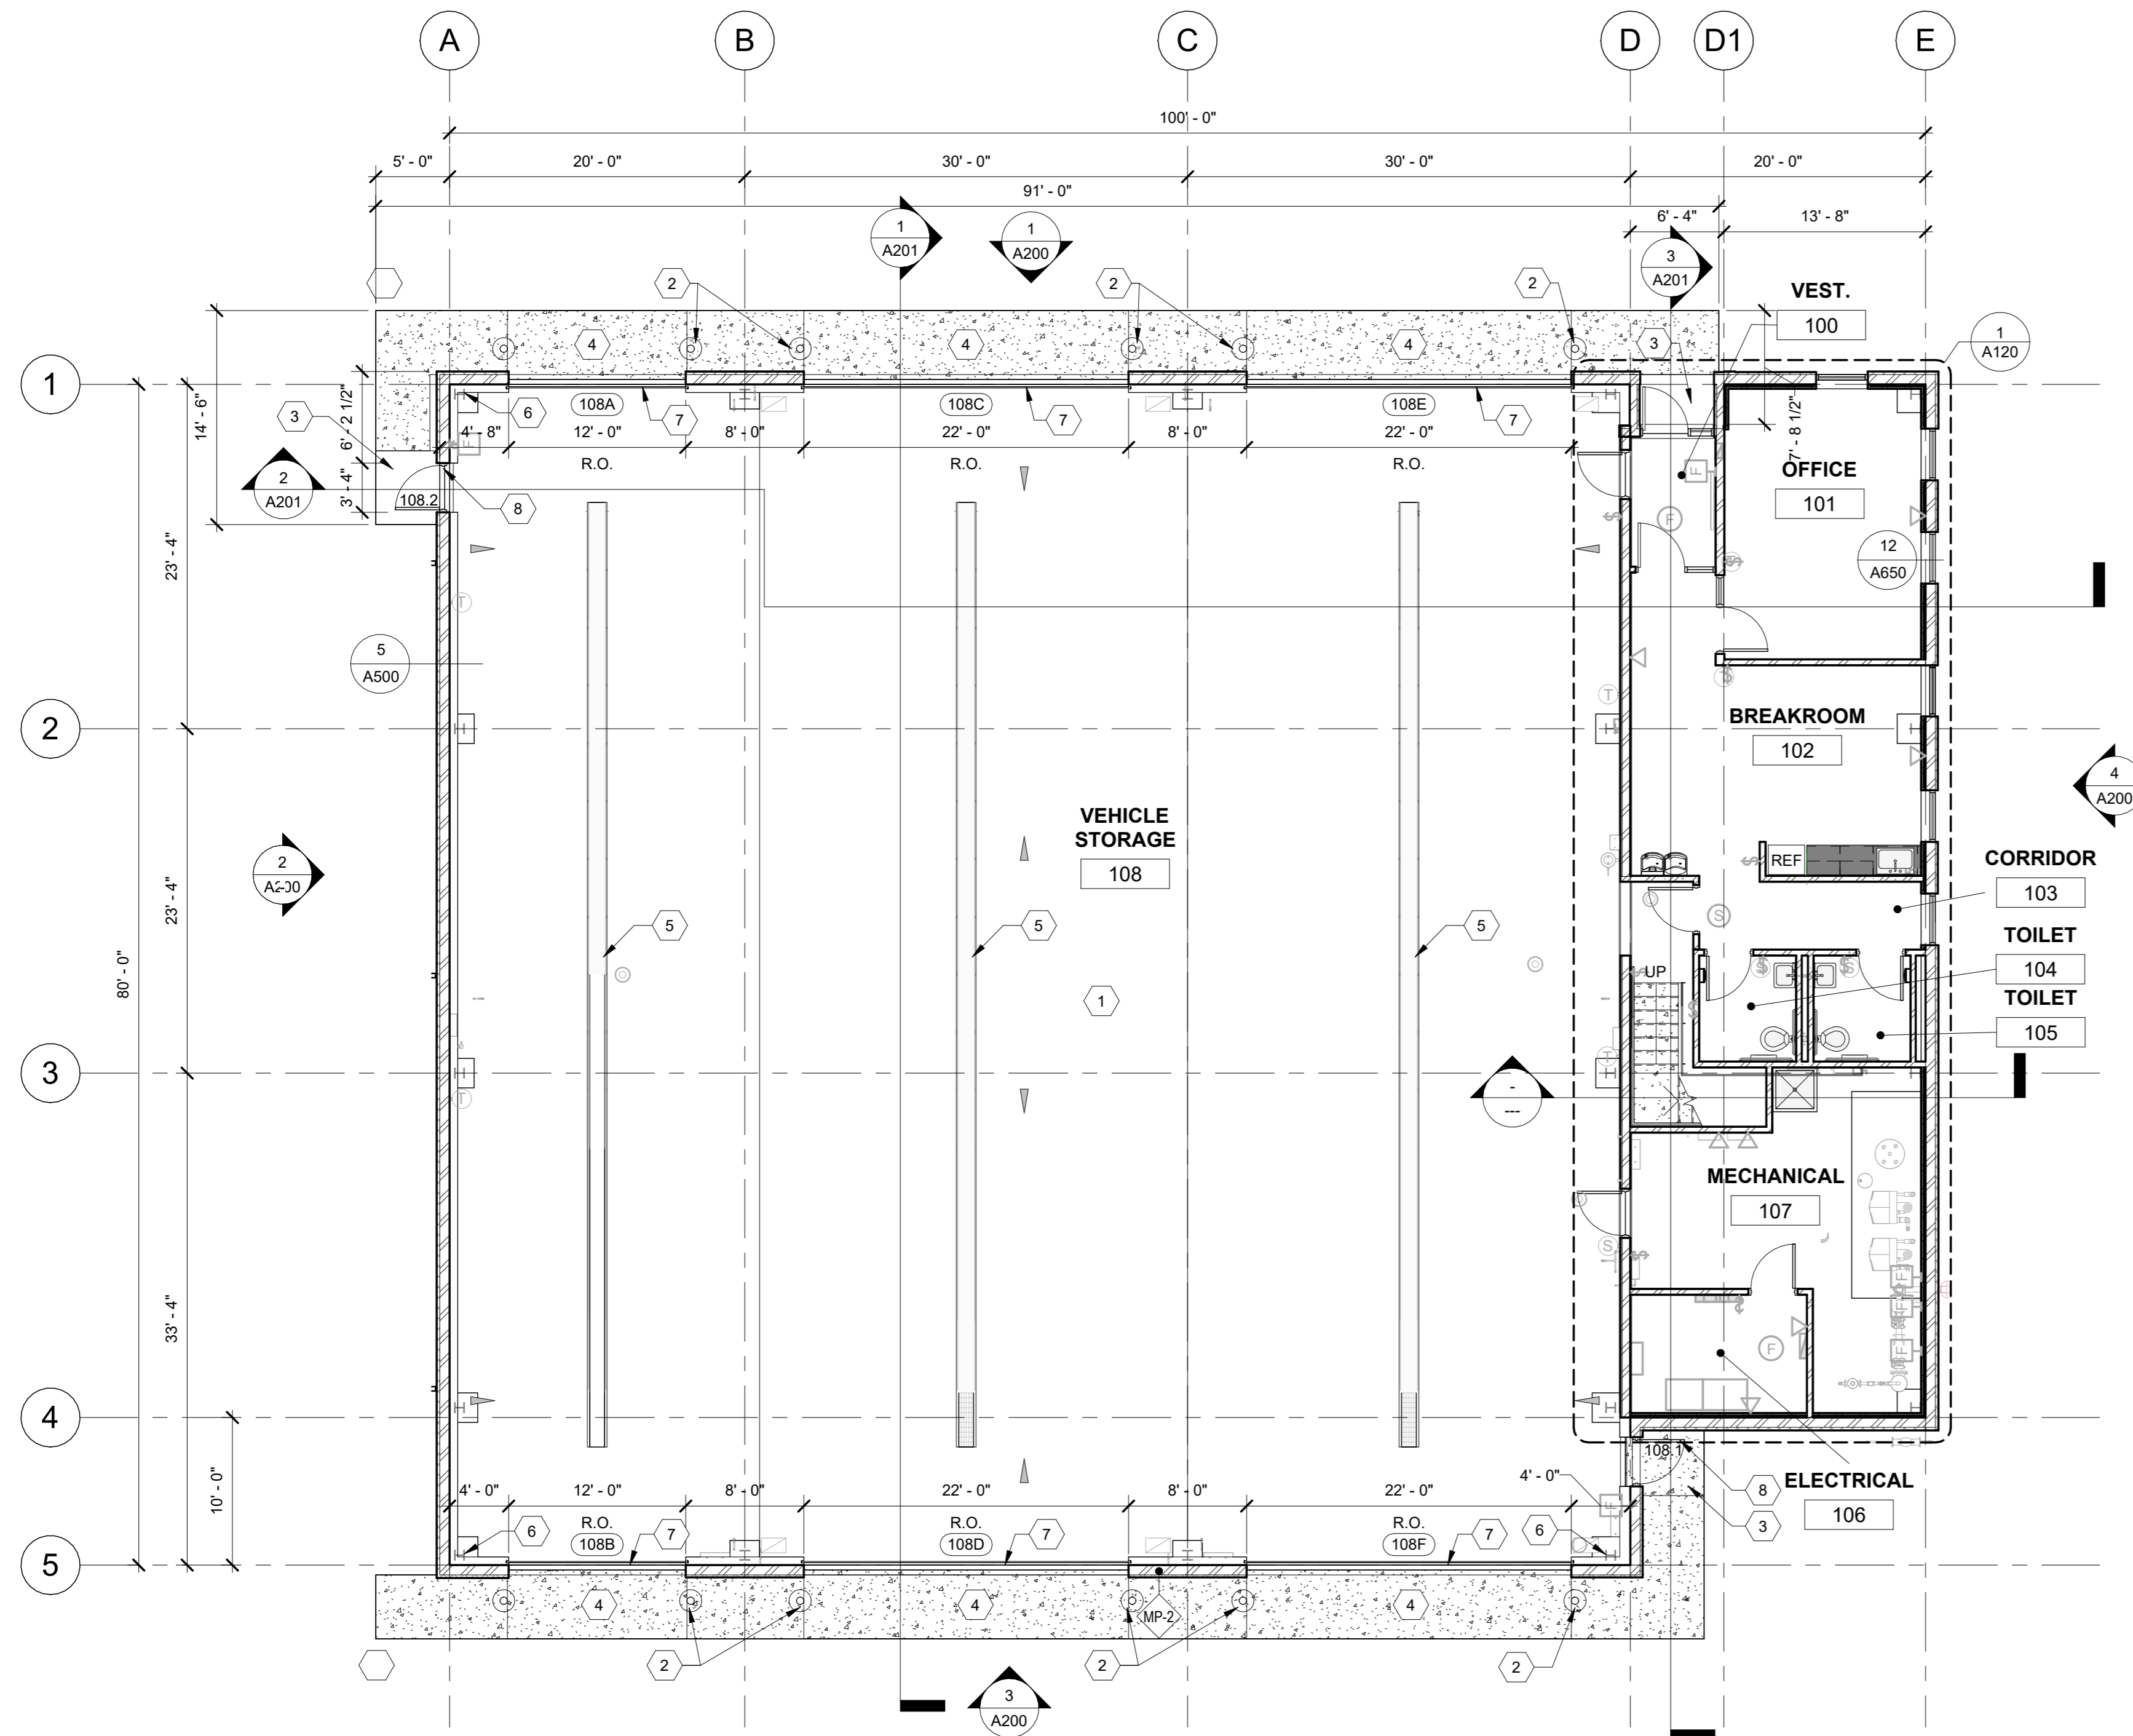 A
B
C
D
D1
E
100' - 0"
5' - 0"
20' - 0"
30' - 0"
30' - 0"
20' - 0"
91' - 0"
6' - 4"
13' - 8"
1
A201
1
A200
3
A201
2
2
2
VEST.
100
1
A120
4
4
4
3
1
14' - 6"
6' - 2 1/2"
3' - 4"
3
6
108A
7
108C
7
108E
7
4' - 8"
12' - 0"
8' - 0"
22' - 0"
8' - 0"
22' - 0"
R.O.
R.O.
R.O.
7' - 8 1/2"
OFFICE
101
F
F
F
2
A201
108.2
8
12
A650
23' - 4"
T
5
A500
T
T
2
BREAKROOM
102
4
A200
VEHICLE
STORAGE
108
2
A200
REF
CORRIDOR
103
S
23' - 4"
5
5
5
TOILET
104
TOILET
105
UP
80' - 0"
1
3
T
T
-
---
MECHANICAL
107
S
33' - 4"
F
F
F
F
4
10' - 0"
108.1
ELECTRICAL
106
8
3
4' - 0"
12' - 0"
8' - 0"
22' - 0"
8' - 0"
22' - 0"
4' - 0"
F
R.O.
R.O.
R.O.
6
108B
7
108D
7
108F
7
6
5
4
4
MP-2
4
2
2
2
3
A200